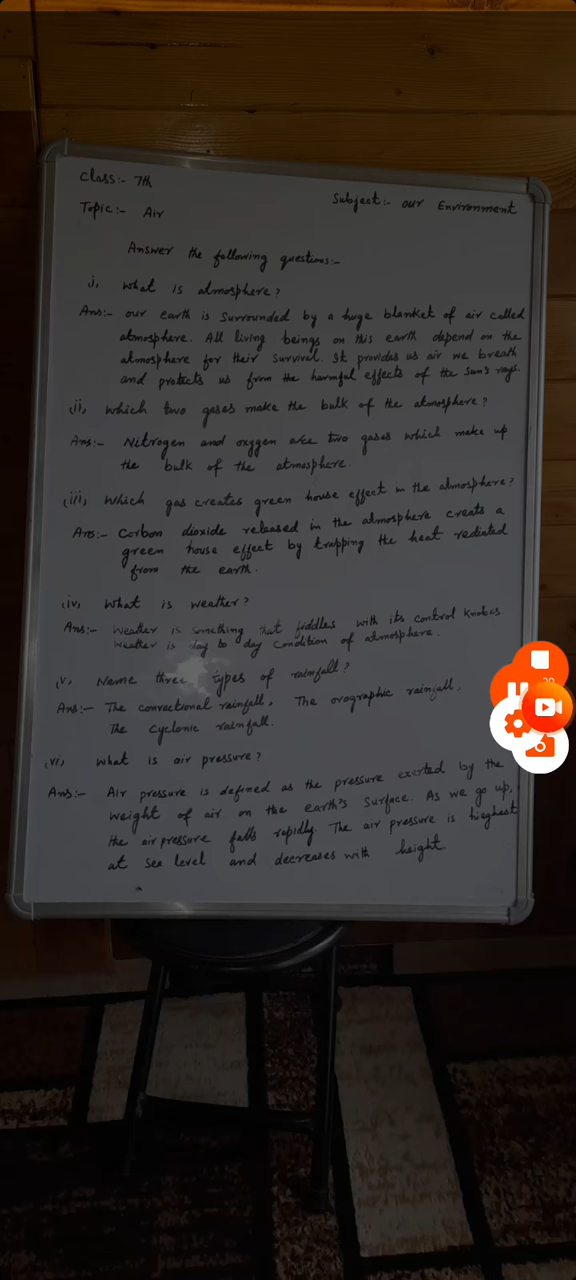 Class:- 7th
Subject:- our Environment
Topic:- Air
Answer the following questions:-
i, what is atmosphere?
Ans:- our earth is surrounded by a huge blanket of air called
atmosphere. All living beings on this earth depend on the
atmosphere for their survival. It provides us air we breath
and protects us from the harmful effects of the sun's rays.
(ii, which two gases make the bulk of the atmosphere?
Ans:- Nitrogen and oxygen are two gases which make up
the bulk of the atmosphere.
(iii, which gas creates green house effect in the atmosphere?
Ans:- Corbon dioxide released in the atmosphere creats a
green house effect by trapping the heat rediated
from the earth.
(iv, What is weather?
Ans:- Weather is something that fiddles with its control knobes.
Weather is day to day condition of atmosphere.
(v, Name three types of rainfall?
Ans:- The convectional rainfall, The orographic rainfall.
The cyclonic rainfall.
(vi, what is air pressure?
Ans:- Air pressure is defined as the pressure exerted by the
weight of air on the earth's surface. As we go up,
the air pressure falls rapidly. The air pressure is hieghest
at sea level and decreases with height